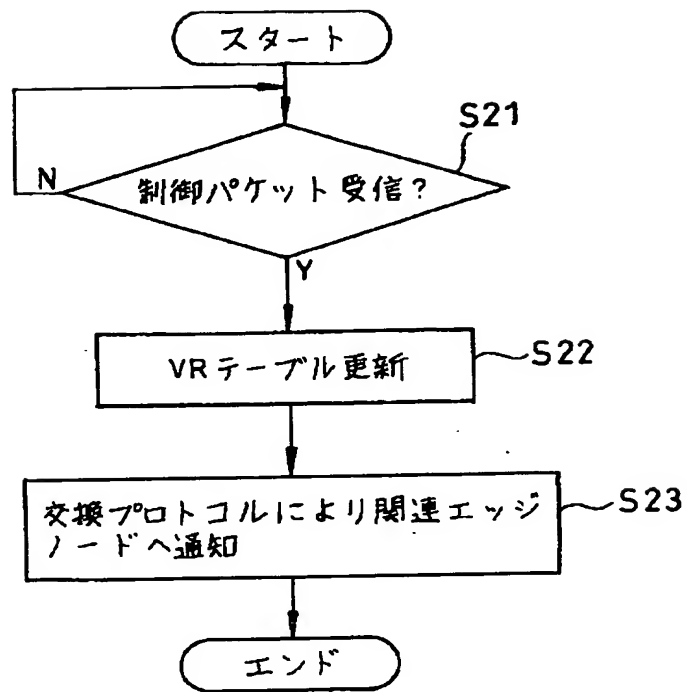 スタート
S21
制御パケット受信?
N
Y
VRテーブル更新
S22
交換プロトコルにより関連エッジ
ノードへ通知
S23
エンド